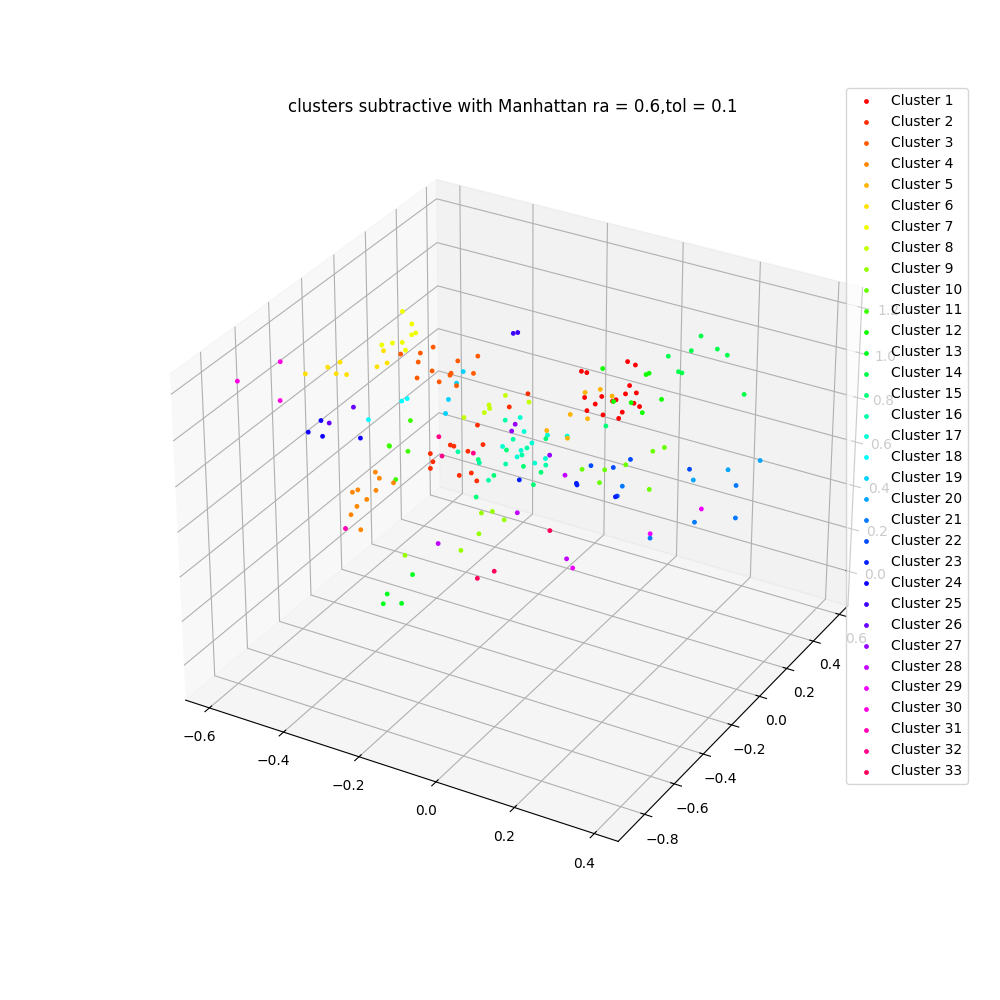 clusters subtractive with Manhattan ra = 0.6,tol = 0.1
Cluster 1
Cluster 2
Cluster 3
Cluster 4
Cluster 5
Cluster 6
Cluster 7
Cluster 8
Cluster 9
Cluster 10
Cluster 11
Cluster 12
Cluster 13
Cluster 14
Cluster 15
Cluster 16
Cluster 17
Cluster 18
Cluster 19
Cluster 20
Cluster 21
Cluster 22
Cluster 23
Cluster 24
Cluster 25
Cluster 26
Cluster 27
Cluster 28
Cluster 29
Cluster 30
Cluster 31
Cluster 32
Cluster 33
1.0
0.8
0.6
0.4
0.2
0.0
0.6
0.4
0.2
0.0
−0.2
−0.4
−0.6
−0.8
−0.6
−0.4
−0.2
0.0
0.2
0.4